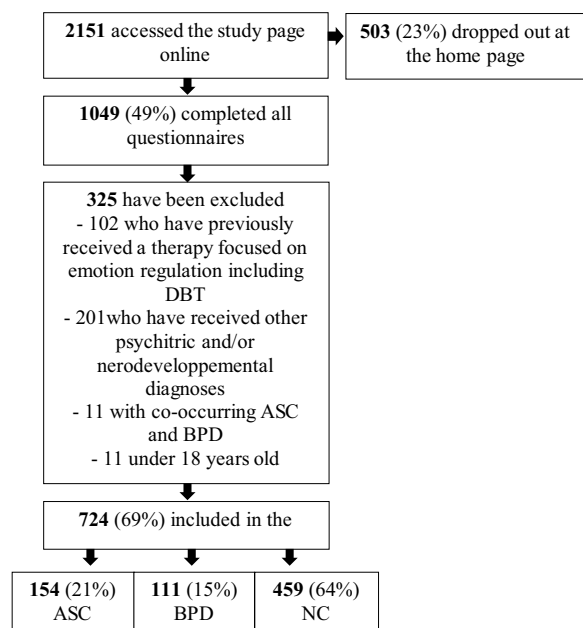 2151 accessed the study page
online
503 (23%) dropped out at
the home page
1049 (49%) completed all
questionnaires
325 have been excluded
- 102 who have previously
received a therapy focused on
emotion regulation including
DBT
- 201who have received other
psychitric and/or
nerodeveloppemental
diagnoses
- 11 with co-occurring ASC
and BPD
- 11 under 18 years old
724 (69%) included in the
154 (21%)
ASC
111 (15%)
BPD
459 (64%)
NC